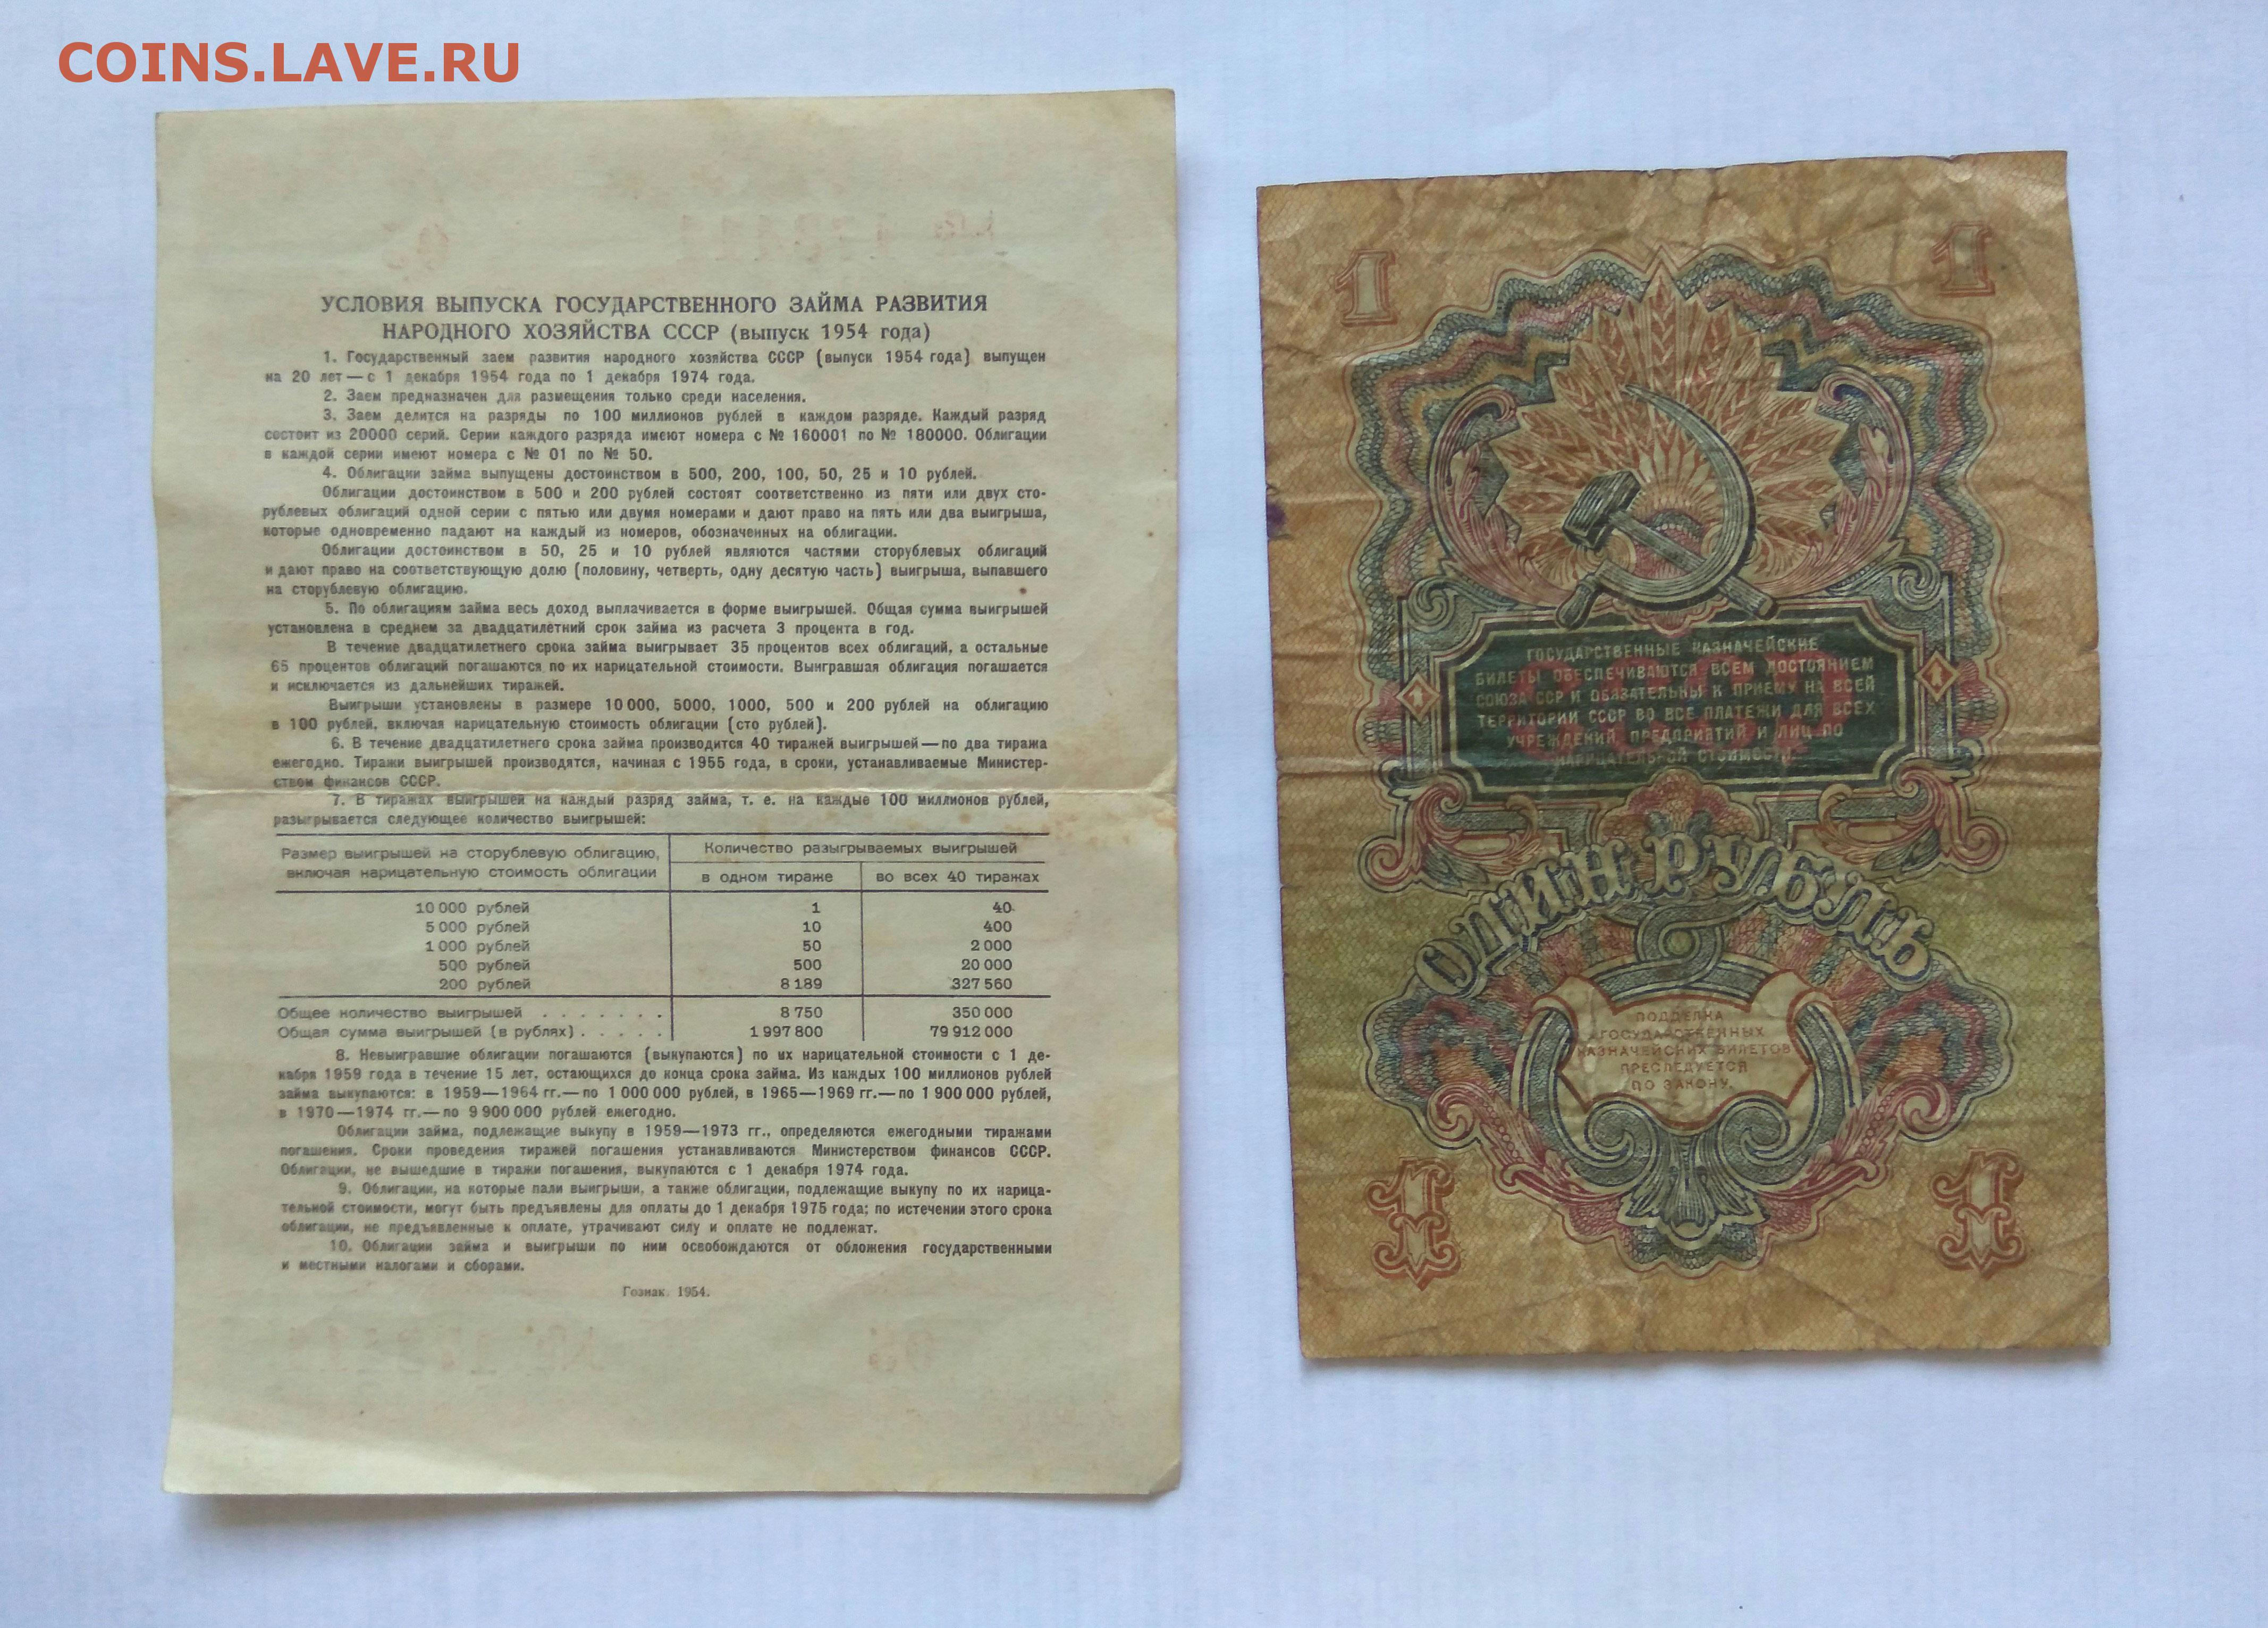 COINS.LAVE.RU
УСЛОВИЯ ВЫПУСКА ГОСУДАРСТВЕННОГО ЗАЙМА РАЗВИТИЯ
НАРОДНОГО ХОЗЯЙСТВА СССР (выпуск 1954 года)
1. Государственный заем развития народного хозяйства СССР (выпуск 1954 года) выпущен
на 20 лет — с 1 декабря 1954 года по 1 декабря 1974 года.
2. Заем предназначен для размещения только среди населения.
3. Заем делится на разряды по 100 миллионов рублей в каждом разряде. Каждый разряд
состоит из 20000 серий. Серии каждого разряда имеют номера с № 160001 по № 180000. Облигации
в каждой серии имеют номера с № 01 по № 50.
4. Облигации займа выпущены достоинством в 500, 200, 100, 50, 25 и 10 рублей.
Облигации достоинством в 500 и 200 рублей состоят соответственно из пяти или двух сто-
рублевых облигаций одной серии с пятью или двумя номерами и дают право на пять или два выигрыша,
которые одновременно падают на каждый из номеров, обозначенных на облигации.
Облигации достоинством в 50, 25 и 10 рублей являются частями сторублевых облигаций
и дают право на соответствующую долю (половину, четверть, одну десятую часть) выигрыша, выпавшего
на сторублевую облигацию.
5. По облигациям займа весь доход выплачивается в форме выигрышей. Общая сумма выигрышей
установлена в среднем за двадцатилетний срок займа из расчета 3 процента в год.
В течение двадцатилетнего срока займа выигрывает 35 процентов всех облигаций, а остальные
65 процентов облигаций погашаются по их нарицательной стоимости. Выигравшая облигация погашается
и исключается из дальнейших тиражей.
Выигрыши установлены в размере 10 000, 5000, 1000, 500 и 200 рублей на облигацию
в 100 рублей, включая нарицательную стоимость облигации (сто рублей).
6. В течение двадцатилетнего срока займа производится 40 тиражей выигрышей — по два тиража
ежегодно. Тиражи выигрышей производятся, начиная с 1955 года, в сроки, устанавливаемые Министер-
ством финансов СССР.
7. В тиражах выигрышей на каждый разряд займа, т. е. на каждые 100 миллионов рублей,
разыгрывается следующее количество выигрышей:
Размер выигрышей на сторублевую облигацию, включая нарицательную стоимость облигации
Количество разыгрываемых выигрышей
в одном тираже во всех 40 тиражах
10 000 рублей 1 40
5 000 рублей 10 400
1 000 рублей 50 2 000
500 рублей 500 20 000
200 рублей 8 189 327 560
Общее количество выигрышей . . . . . . . 8 750 350 000
Общая сумма выигрышей (в рублях) . . . . . 1 997 800 79 912 000
8. Невыигравшие облигации погашаются (выкупаются) по их нарицательной стоимости с 1 де-
кабря 1959 года в течение 15 лет, остающихся до конца срока займа. Из каждых 100 миллионов рублей
займа выкупаются: в 1959—1964 гг.— по 1 000 000 рублей, в 1965—1969 гг.— по 1 900 000 рублей,
в 1970—1974 гг.— по 9 900 000 рублей ежегодно.
Облигации займа, подлежащие выкупу в 1959—1973 гг., определяются ежегодными тиражами
погашения. Сроки проведения тиражей погашения устанавливаются Министерством финансов СССР.
Облигации, не вышедшие в тиражи погашения, выкупаются с 1 декабря 1974 года.
9. Облигации, на которые пали выигрыши, а также облигации, подлежащие выкупу по их нарица-
тельной стоимости, могут быть предъявлены для оплаты до 1 декабря 1975 года; по истечении этого срока
облигации, не предъявленные к оплате, утрачивают силу и оплате не подлежат.
10. Облигации займа и выигрыши по ним освобождаются от обложения государственными
и местными налогами и сборами.
Гознак. 1954.
1 1
ГОСУДАРСТВЕННЫЕ КАЗНАЧЕЙСКИЕ
БИЛЕТЫ ОБЕСПЕЧИВАЮТСЯ ВСЕМ ДОСТОЯНИЕМ
СОЮЗА ССР И ОБЯЗАТЕЛЬНЫ К ПРИЕМУ НА ВСЕЙ
ТЕРРИТОРИИ СССР ВО ВСЕ ПЛАТЕЖИ ДЛЯ ВСЕХ
УЧРЕЖДЕНИЙ, ПРЕДПРИЯТИЙ И ЛИЦ ПО
НАРИЦАТЕЛЬНОЙ СТОИМОСТИ.
1 1
ОДИН РУБЛЬ
ПОДДЕЛКА
ГОСУДАРСТВЕННЫХ
КАЗНАЧЕЙСКИХ БИЛЕТОВ
ПРЕСЛЕДУЕТСЯ
ПО ЗАКОНУ.
1 1